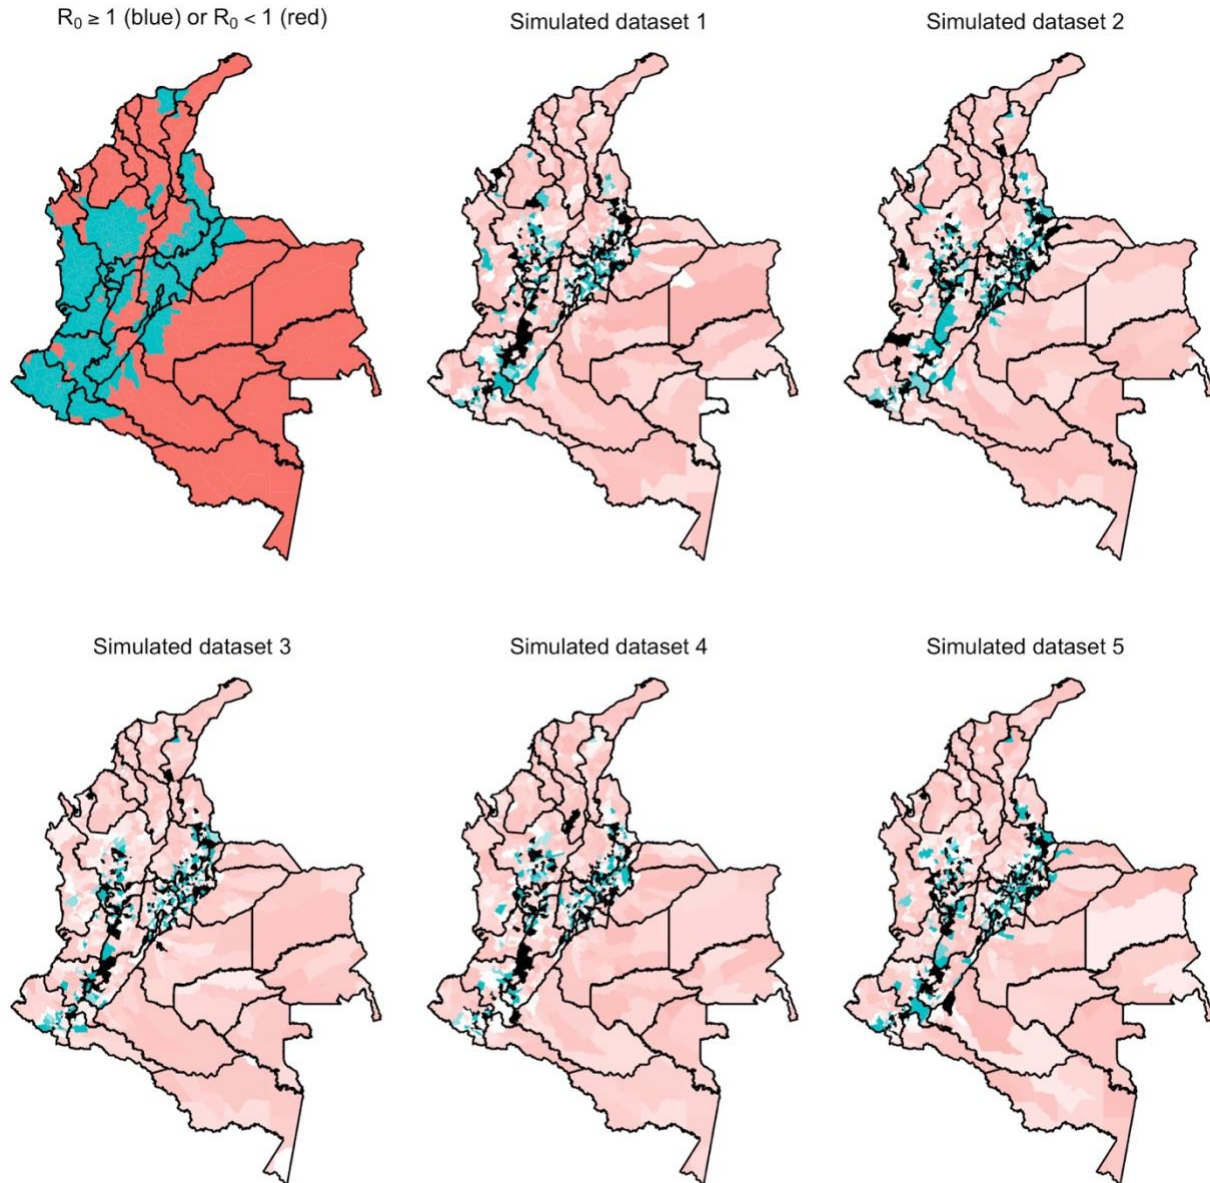 R₀ ≥ 1 (blue) or R₀ < 1 (red)
Simulated dataset 1
Simulated dataset 2
Simulated dataset 3
Simulated dataset 4
Simulated dataset 5